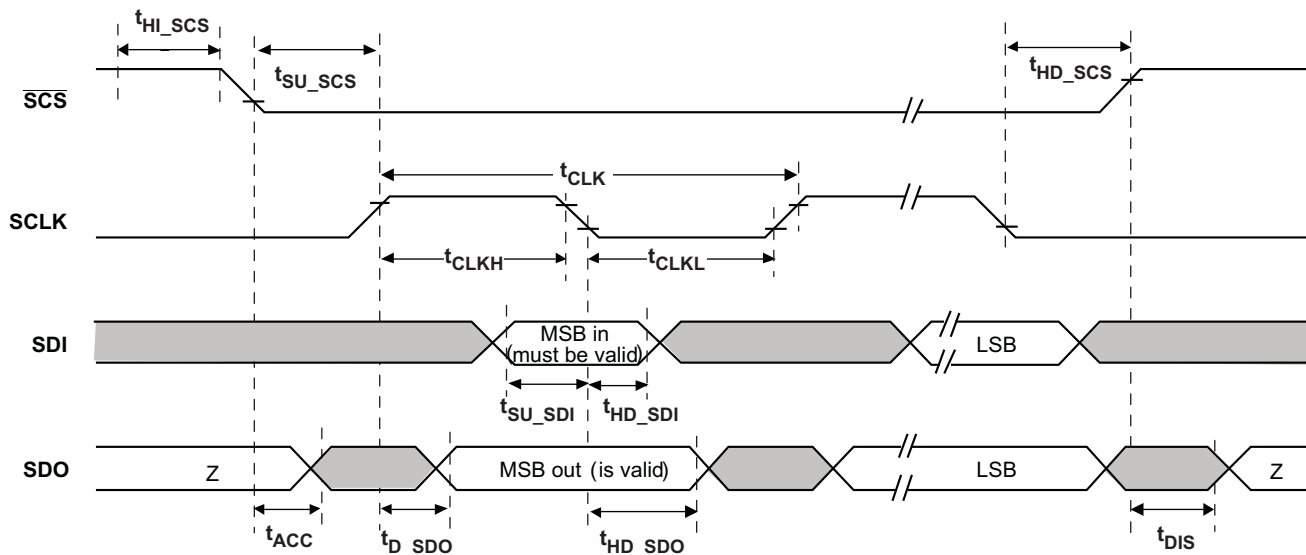 tHI_SCS
tSU_SCS
tHD_SCS
SCS
tCLK
SCLK
tCLKH
tCLKL
SDI
MSB in
(must be valid)
LSB
tSU_SDI
tHD_SDI
SDO
Z
MSB out (is valid)
LSB
Z
tACC
tD_SDO
tHD_SDO
tDIS